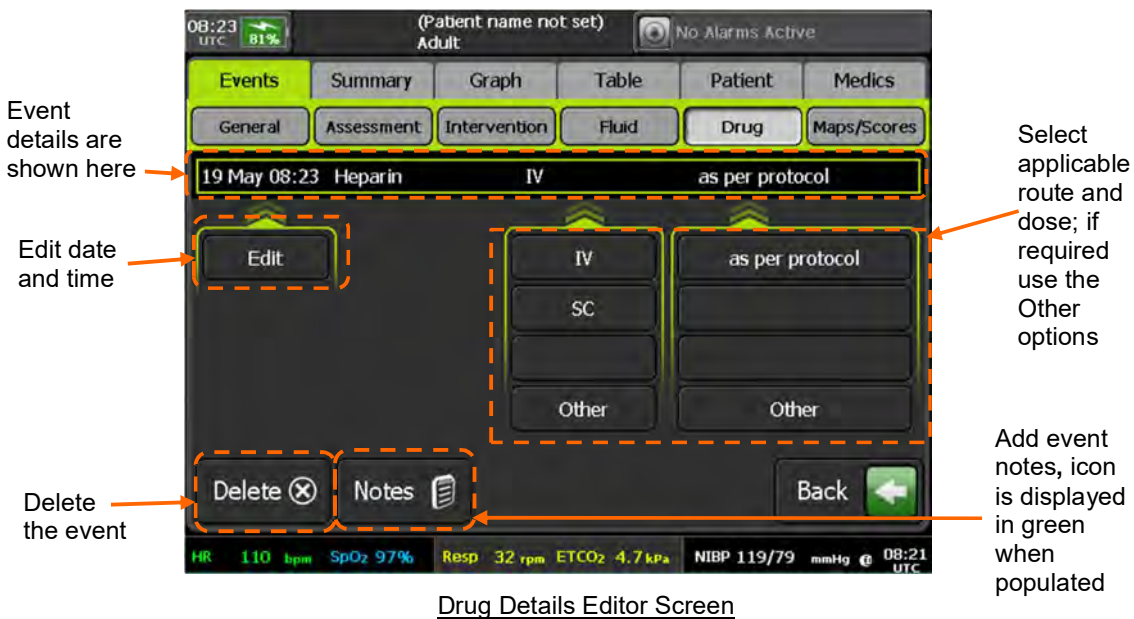 08:23 UTC 81% (Patient name not set) Adult No Alarms Active
Events Summary Graph Table Patient Medics
General Assessment Intervention Fluid Drug Maps/Scores
Event
details are
shown here
19 May 08:23 Heparin IV as per protocol
Select
applicable
route and
dose; if
required
use the
Other
options
Edit date
and time
Edit
IV
SC
Other
as per protocol
Other
Delete
the event
Delete
Notes
Back
Add event
notes, icon
is displayed
in green
when
populated
HR 110 bpm SpO2 97% Resp 32 rpm ETCO2 4.7 kPa NIBP 119/79 mmHg @ 08:21 UTC
Drug Details Editor Screen